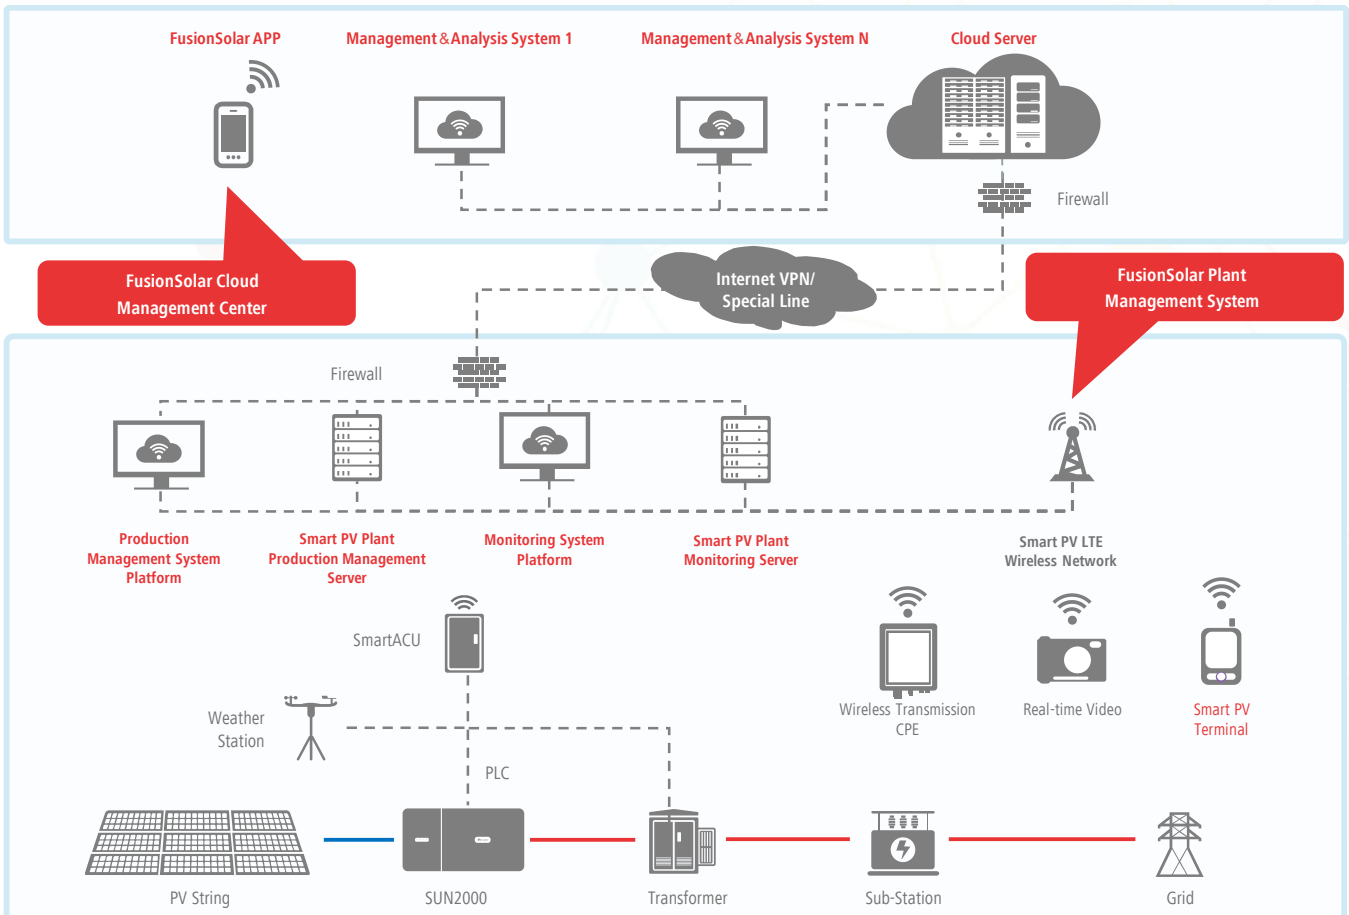 FusionSolar APP
Management&Analysis System 1
Management&Analysis System N
Cloud Server
Firewall
FusionSolar Cloud
Management Center
Internet VPN/
Special Line
FusionSolar Plant
Management System
Firewall
Production
Management System
Platform
Smart PV Plant
Production Management
Server
Monitoring System
Platform
Smart PV Plant
Monitoring Server
Smart PV LTE
Wireless Network
SmartACU
Weather
Station
Wireless Transmission
CPE
Real-time Video
Smart PV
Terminal
PLC
PV String
SUN2000
Transformer
Sub-Station
Grid